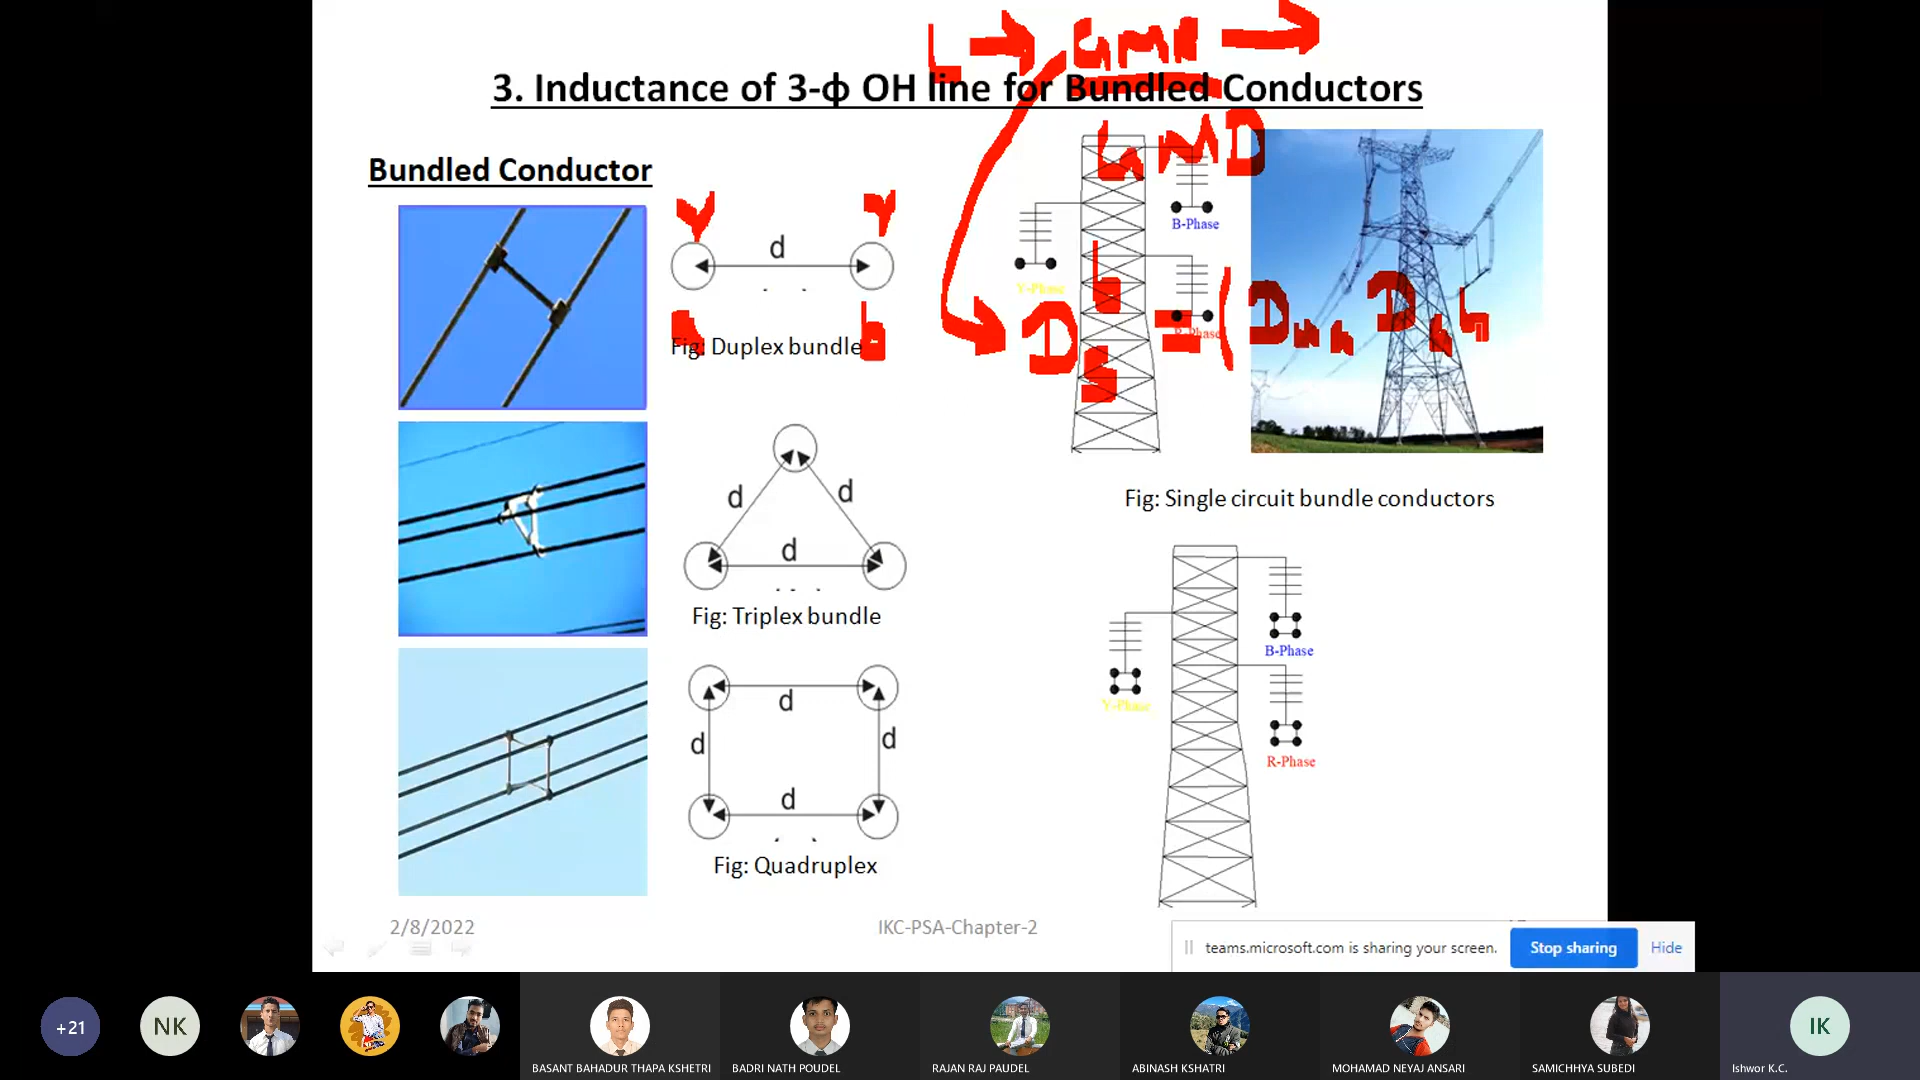 L → GMR →
3. Inductance of 3-ф OH line for Bundled Conductors
GMD
Bundled Conductor
r r
d
B-Phase
Y-Phase
R-Phase
a b
Fig: Duplex bundle
D s b = (
d d
d
Fig: Single circuit bundle conductors
Fig: Triplex bundle
B-Phase
d
Y-Phase
d d
R-Phase
d
Fig: Quadruplex
2/8/2022
IKC-PSA-Chapter-2
teams.microsoft.com is sharing your screen. Stop sharing Hide
+21
NK
IK
BASANT BAHADUR THAPA KSHETRI
BADRI NATH POUDEL
RAJAN RAJ PAUDEL
ABINASH KSHATRI
MOHAMAD NEYAJ ANSARI
SAMICHHYA SUBEDI
Ishwor K.C.